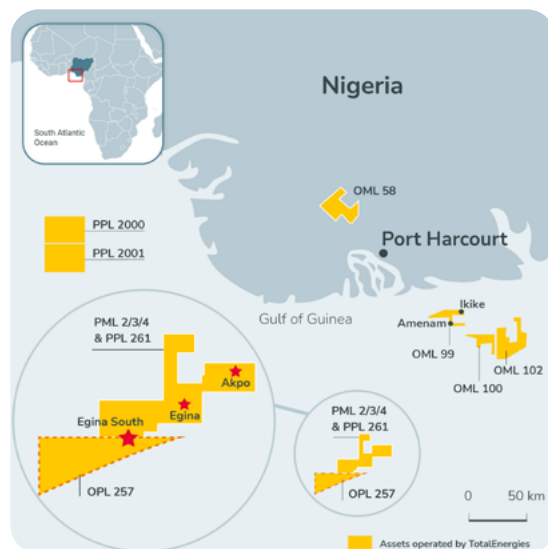 Nigeria
South Atlantic
Ocean
OML 58
PPL 2000
PPL 2001
Port Harcourt
Ikike
Gulf of Guinea
Amenam
OML 99
OML 102
OML 100
PML 2/3/4
& PPL 261
Akpo
Egina
Egina South
OPL 257
PML 2/3/4
& PPL 261
OPL 257
0 50 km
Assets operated by TotalEnergies